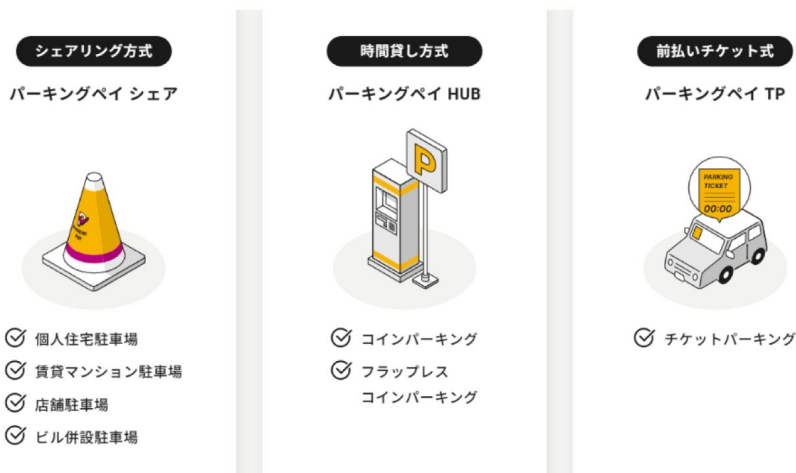 シェアリング方式
パーキングペイ シェア
個人住宅駐車場
賃貸マンション駐車場
店舗駐車場
ビル併設駐車場
時間貸し方式
パーキングペイ HUB
P
コインパーキング
フラップレス
コインパーキング
前払いチケット式
パーキングペイ TP
PARKING
TICKET
00:00
チケットパーキング